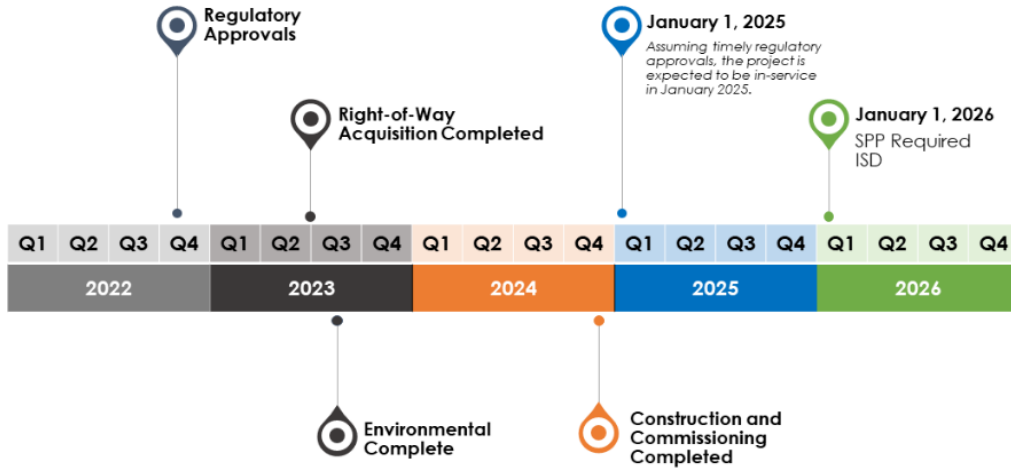 Regulatory
Approvals
January 1, 2025
Assuming timely regulatory
approvals, the project is
expected to be in-service
in January 2025.
Right-of-Way
Acquisition Completed
January 1, 2026
SPP Required
ISD
Q1 Q2 Q3 Q4 Q1 Q2 Q3 Q4 Q1 Q2 Q3 Q4 Q1 Q2 Q3 Q4 Q1 Q2 Q3 Q4
2022 2023 2024 2025 2026
Environmental
Complete
Construction and
Commissioning
Completed